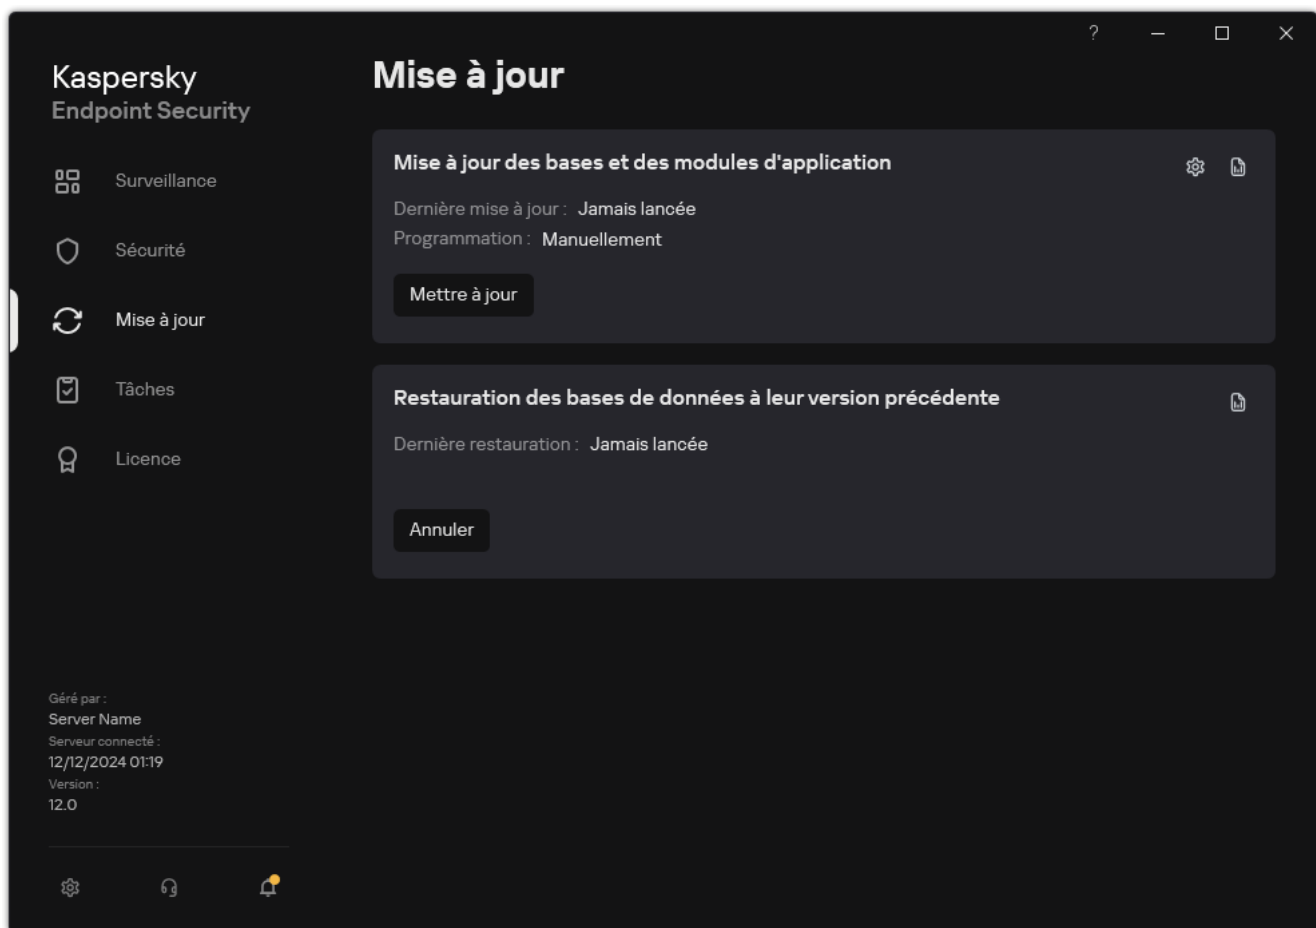 ?
Kaspersky
Endpoint Security
Surveillance
Sécurité
Mise à jour
Tâches
Licence
Géré par :
Server Name
Serveur connecté :
12/12/2024 01:19
Version :
12.0
Mise à jour
Mise à jour des bases et des modules d'application
Dernière mise à jour : Jamais lancée
Programmation : Manuellement
Mettre à jour
Restauration des bases de données à leur version précédente
Dernière restauration : Jamais lancée
Annuler